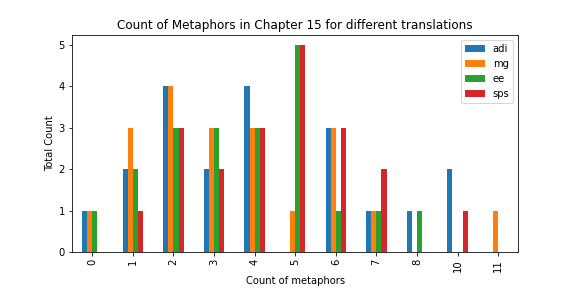 Count of Metaphors in Chapter 15 for different translations
adi
mg
ee
sps
Total Count
5
4
3
2
1
0
0 1 2 3 4 5 6 7 8 10 11
Count of metaphors